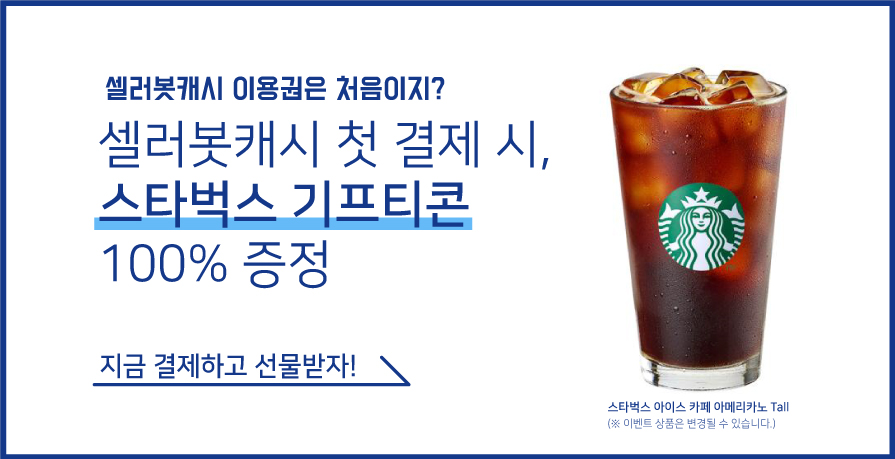 셀러봇캐시 이용권은 처음이지?
셀러봇캐시 첫 결제 시,
스타벅스 기프티콘
100% 증정
지금 결제하고 선물받자!
스타벅스 아이스 카페 아메리카노 Tall
(※ 이벤트 상품은 변경될 수 있습니다.)